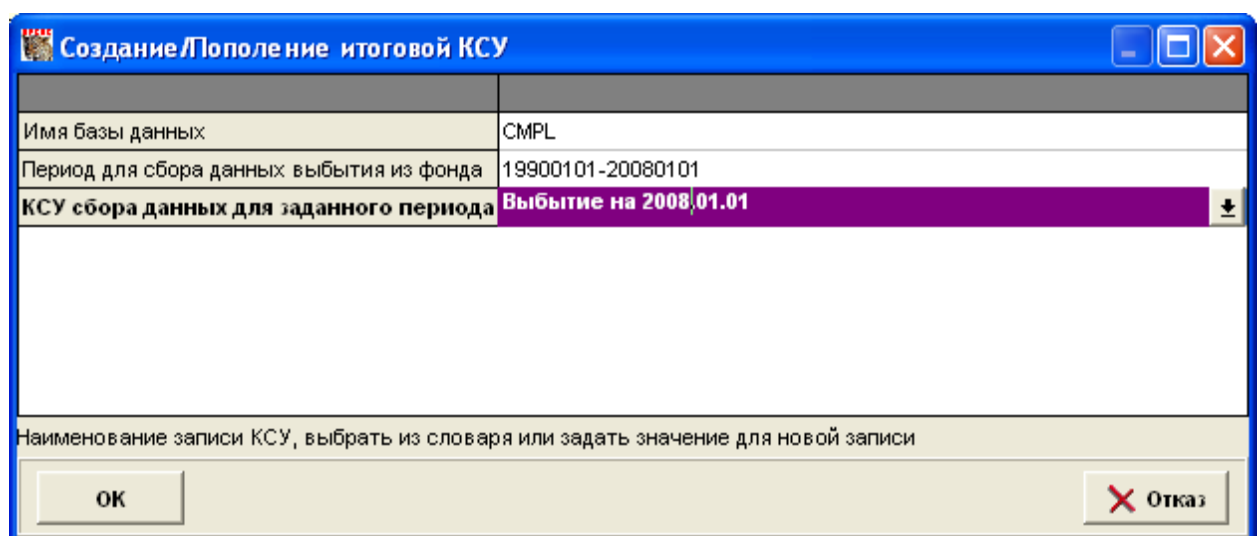 Создание/Пополение итоговой КСУ
Имя базы данных CMPL
Период для сбора данных выбытия из фонда 19900101-20080101
КСУ сбора данных для заданного периода Выбытие на 2008.01.01
Наименование записи КСУ, выбрать из словаря или задать значение для новой записи
ОК Отказ